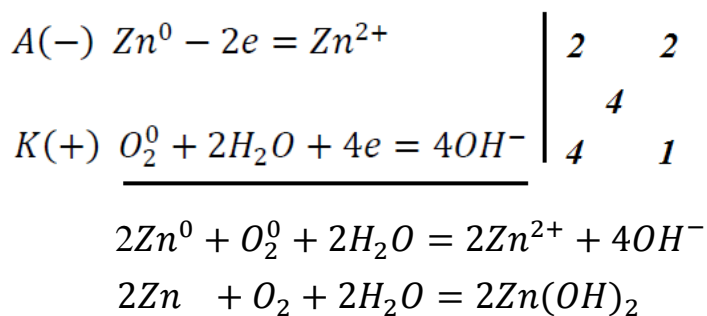 A(−) Zn⁰ − 2e = Zn²⁺ | 2 2
4
K(+) O₂⁰ + 2H₂O + 4e = 4OH⁻ | 4 1
2Zn⁰ + O₂⁰ + 2H₂O = 2Zn²⁺ + 4OH⁻
2Zn + O₂ + 2H₂O = 2Zn(OH)₂